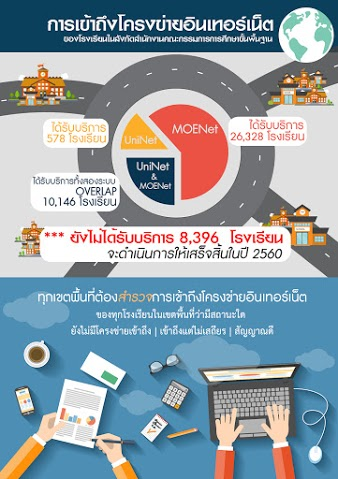 การเข้าถึงโครงข่ายอินเทอร์เน็ต
ของโรงเรียนในสังกัดสำนักงานคณะกรรมการการศึกษาขั้นพื้นฐาน
ได้รับบริการ
578 โรงเรียน
UniNet
MOENet
ได้รับบริการ
26,328 โรงเรียน
ได้รับบริการทั้งสองระบบ
OVERLAP
10,146 โรงเรียน
UniNet
&
MOENet
*** ยังไม่ได้รับบริการ 8,396 โรงเรียน
จะดำเนินการให้เสร็จสิ้นในปี 2560
ทุกเขตพื้นที่ต้องสำรวจการเข้าถึงโครงข่ายอินเทอร์เน็ต
ของทุกโรงเรียนในเขตพื้นที่ว่ามีสถานะใด
ยังไม่มีโครงข่ายเข้าถึง | เข้าถึงแต่ไม่เสถียร | สัญญาณดี